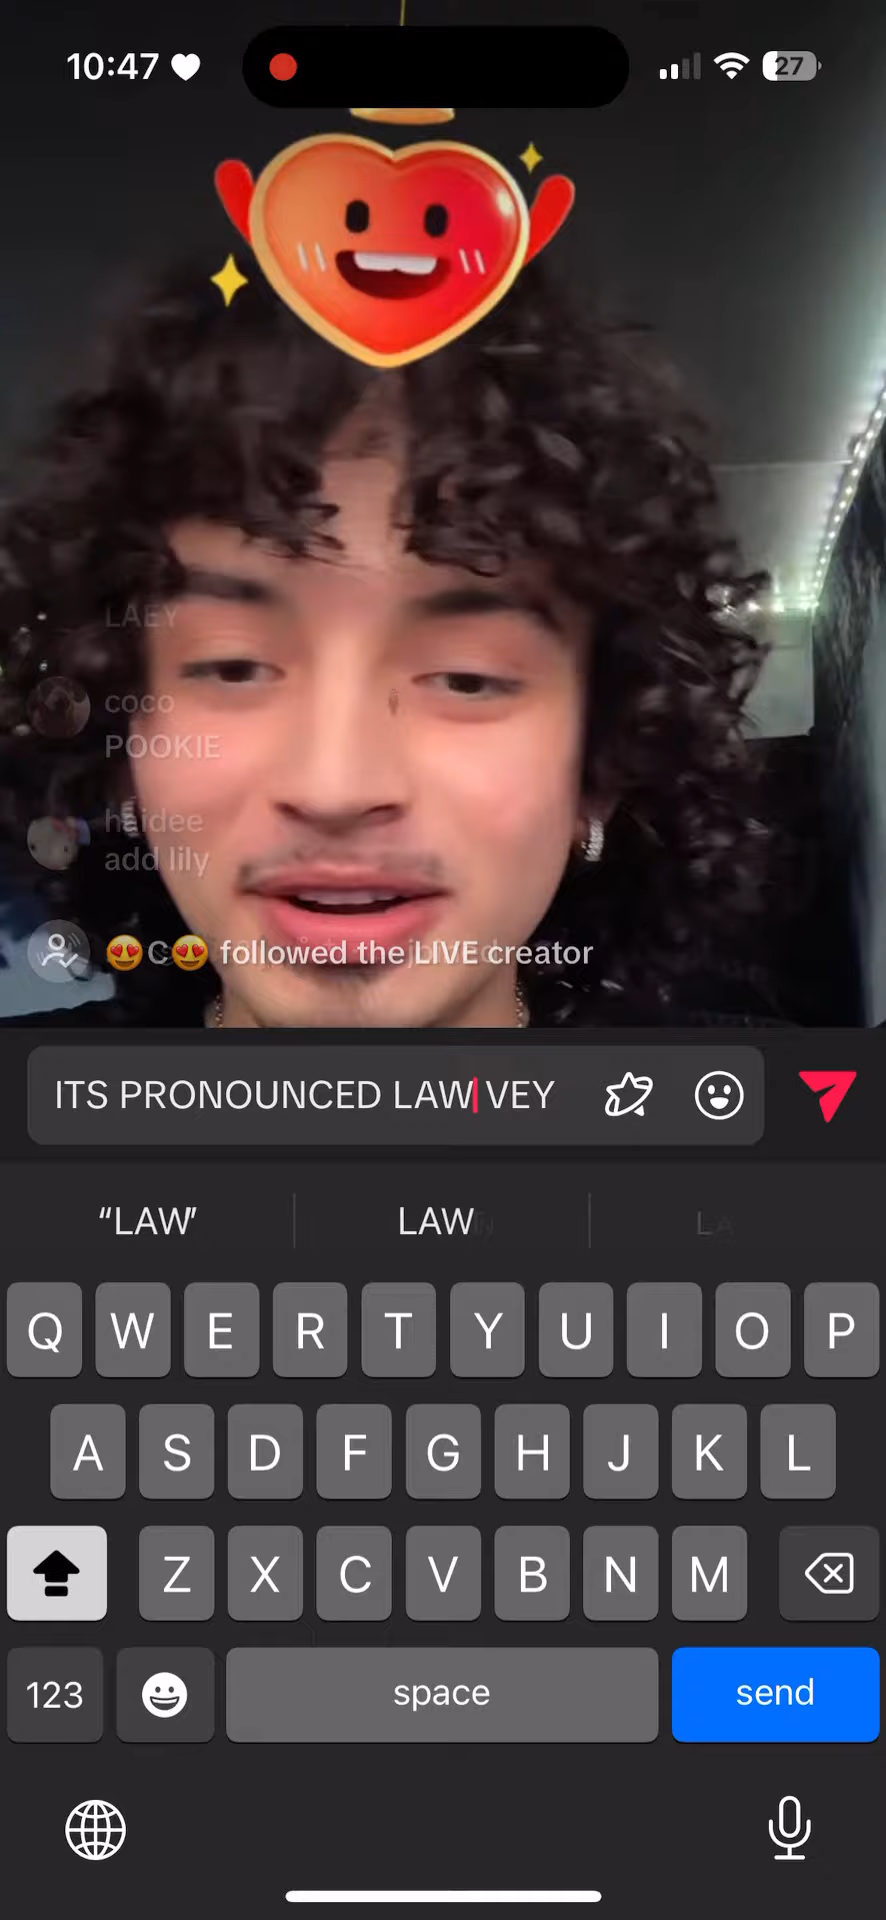 10:47
27
LAEY
coco
POOKIE
haidee
add lily
😍C😍 followed the LIVE creator
ITS PRONOUNCED LAW VEY
“LAW” LAW LA
Q W E R T Y U I O P
A S D F G H J K L
Z X C V B N M
123 space send